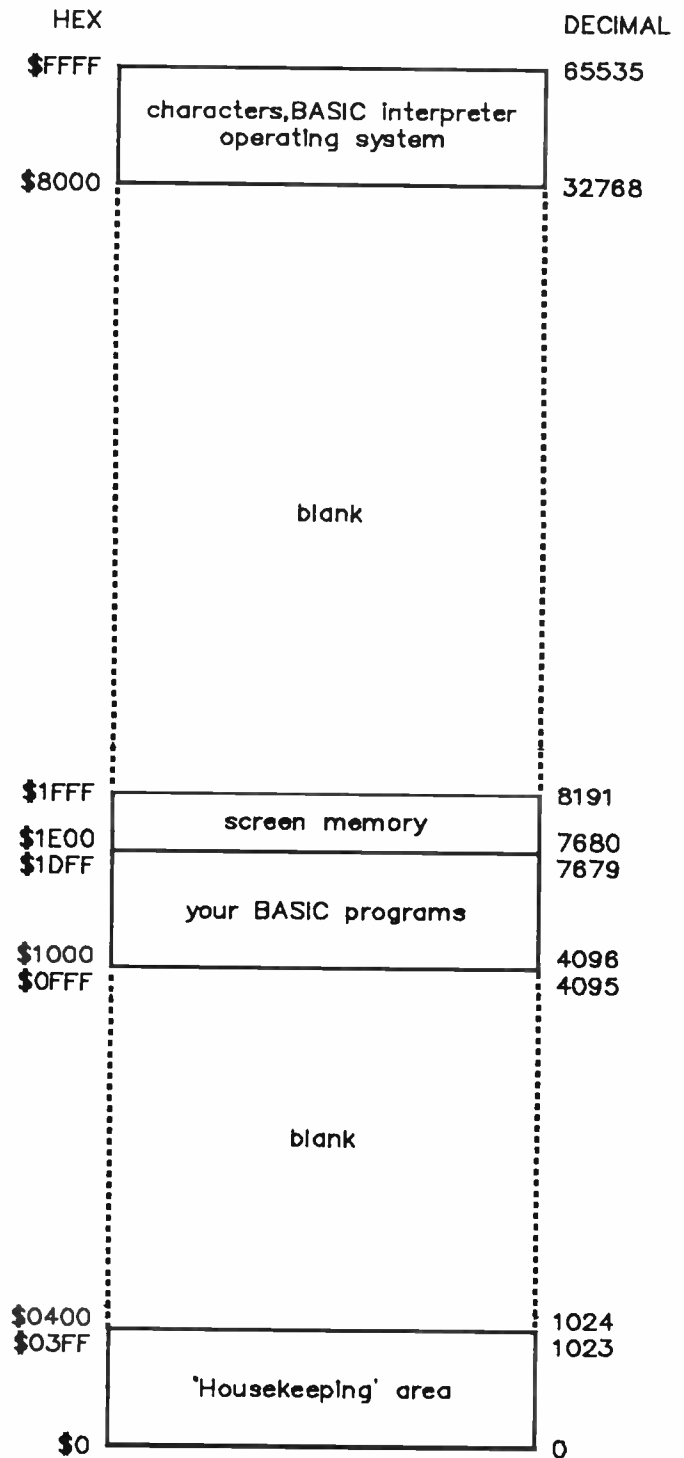 HEX DECIMAL
$FFFF 65535
characters,BASIC interpreter
operating system
$8000 32768
blank
$1FFF 8191
screen memory
$1E00 7680
$1DFF 7679
your BASIC programs
$1000 4096
$0FFF 4095
blank
$0400 1024
$03FF 1023
'Housekeeping' area
$0 0